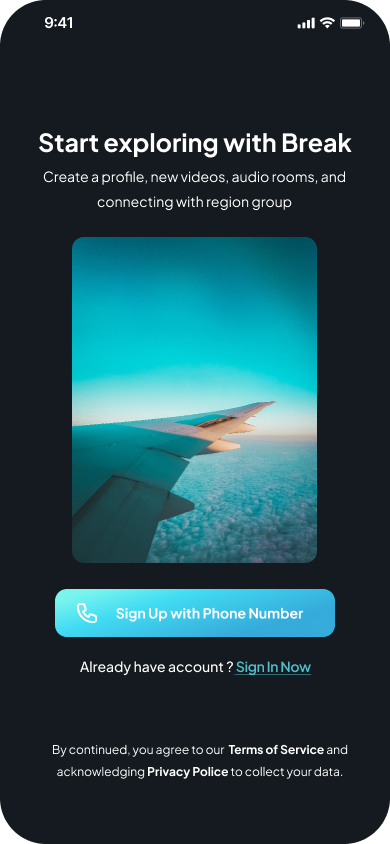 9:41
Start exploring with Break
Create a profile, new videos, audio rooms, and
connecting with region group
Sign Up with Phone Number
Already have account ? Sign In Now
By continued, you agree to our Terms of Service and
acknowledging Privacy Policy to collect your data.